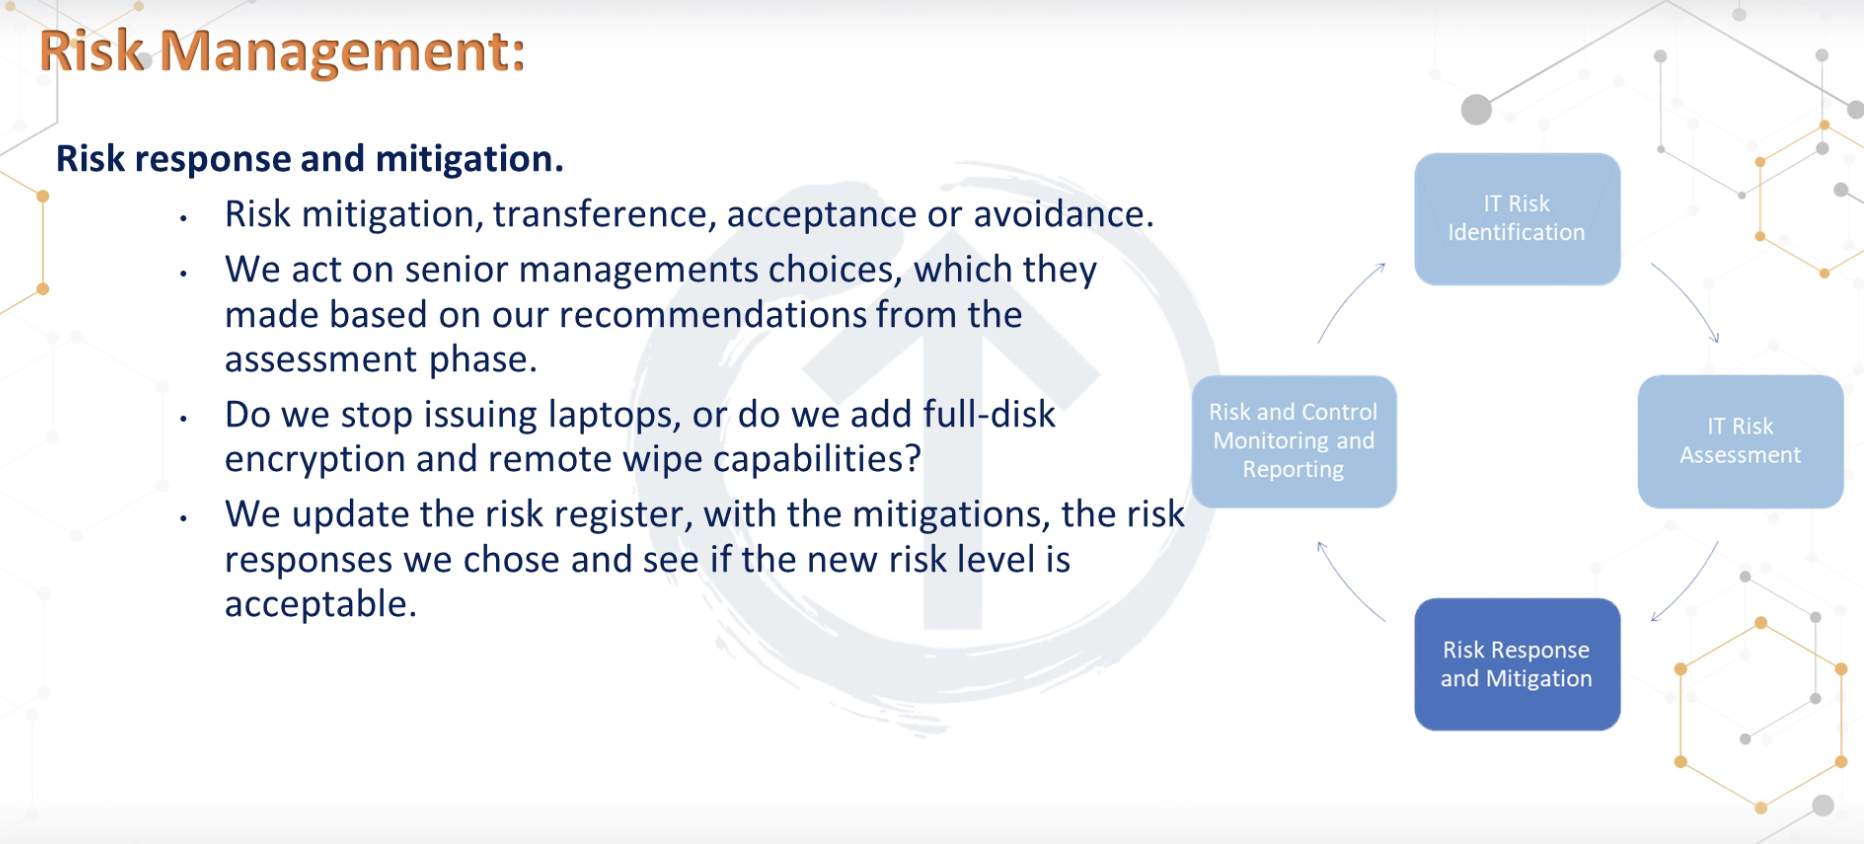 Risk Management:
Risk response and mitigation.
• Risk mitigation, transference, acceptance or avoidance.
• We act on senior managements choices, which they
made based on our recommendations from the
assessment phase.
• Do we stop issuing laptops, or do we add full-disk
encryption and remote wipe capabilities?
• We update the risk register, with the mitigations, the risk
responses we chose and see if the new risk level is
acceptable.
IT Risk
Identification
IT Risk
Assessment
Risk Response
and Mitigation
Risk and Control
Monitoring and
Reporting